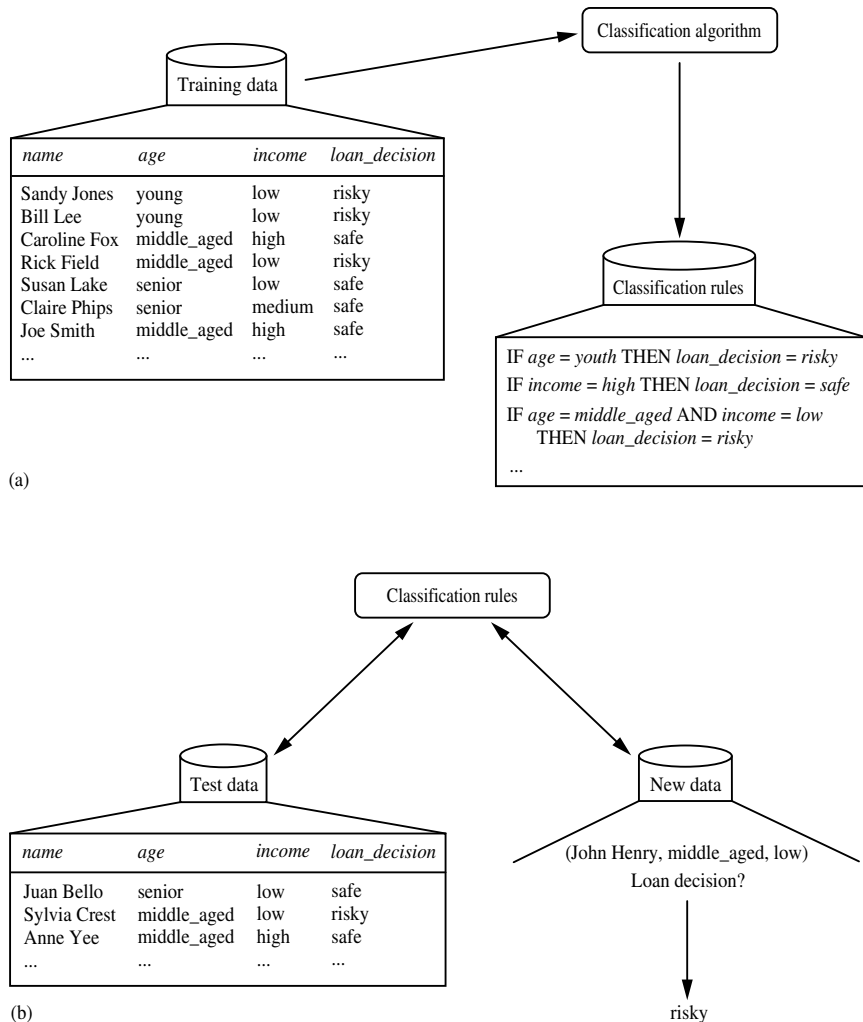 Classification algorithm
Training data
name age income loan_decision
Sandy Jones young low risky
Bill Lee young low risky
Caroline Fox middle_aged high safe
Rick Field middle_aged low risky
Susan Lake senior low safe
Claire Phips senior medium safe
Joe Smith middle_aged high safe
... ... ... ...
Classification rules
IF age = youth THEN loan_decision = risky
IF income = high THEN loan_decision = safe
IF age = middle_aged AND income = low
THEN loan_decision = risky
...
(a)
Classification rules
Test data
name age income loan_decision
Juan Bello senior low safe
Sylvia Crest middle_aged low risky
Anne Yee middle_aged high safe
... ... ... ...
New data
(John Henry, middle_aged, low)
Loan decision?
risky
(b)